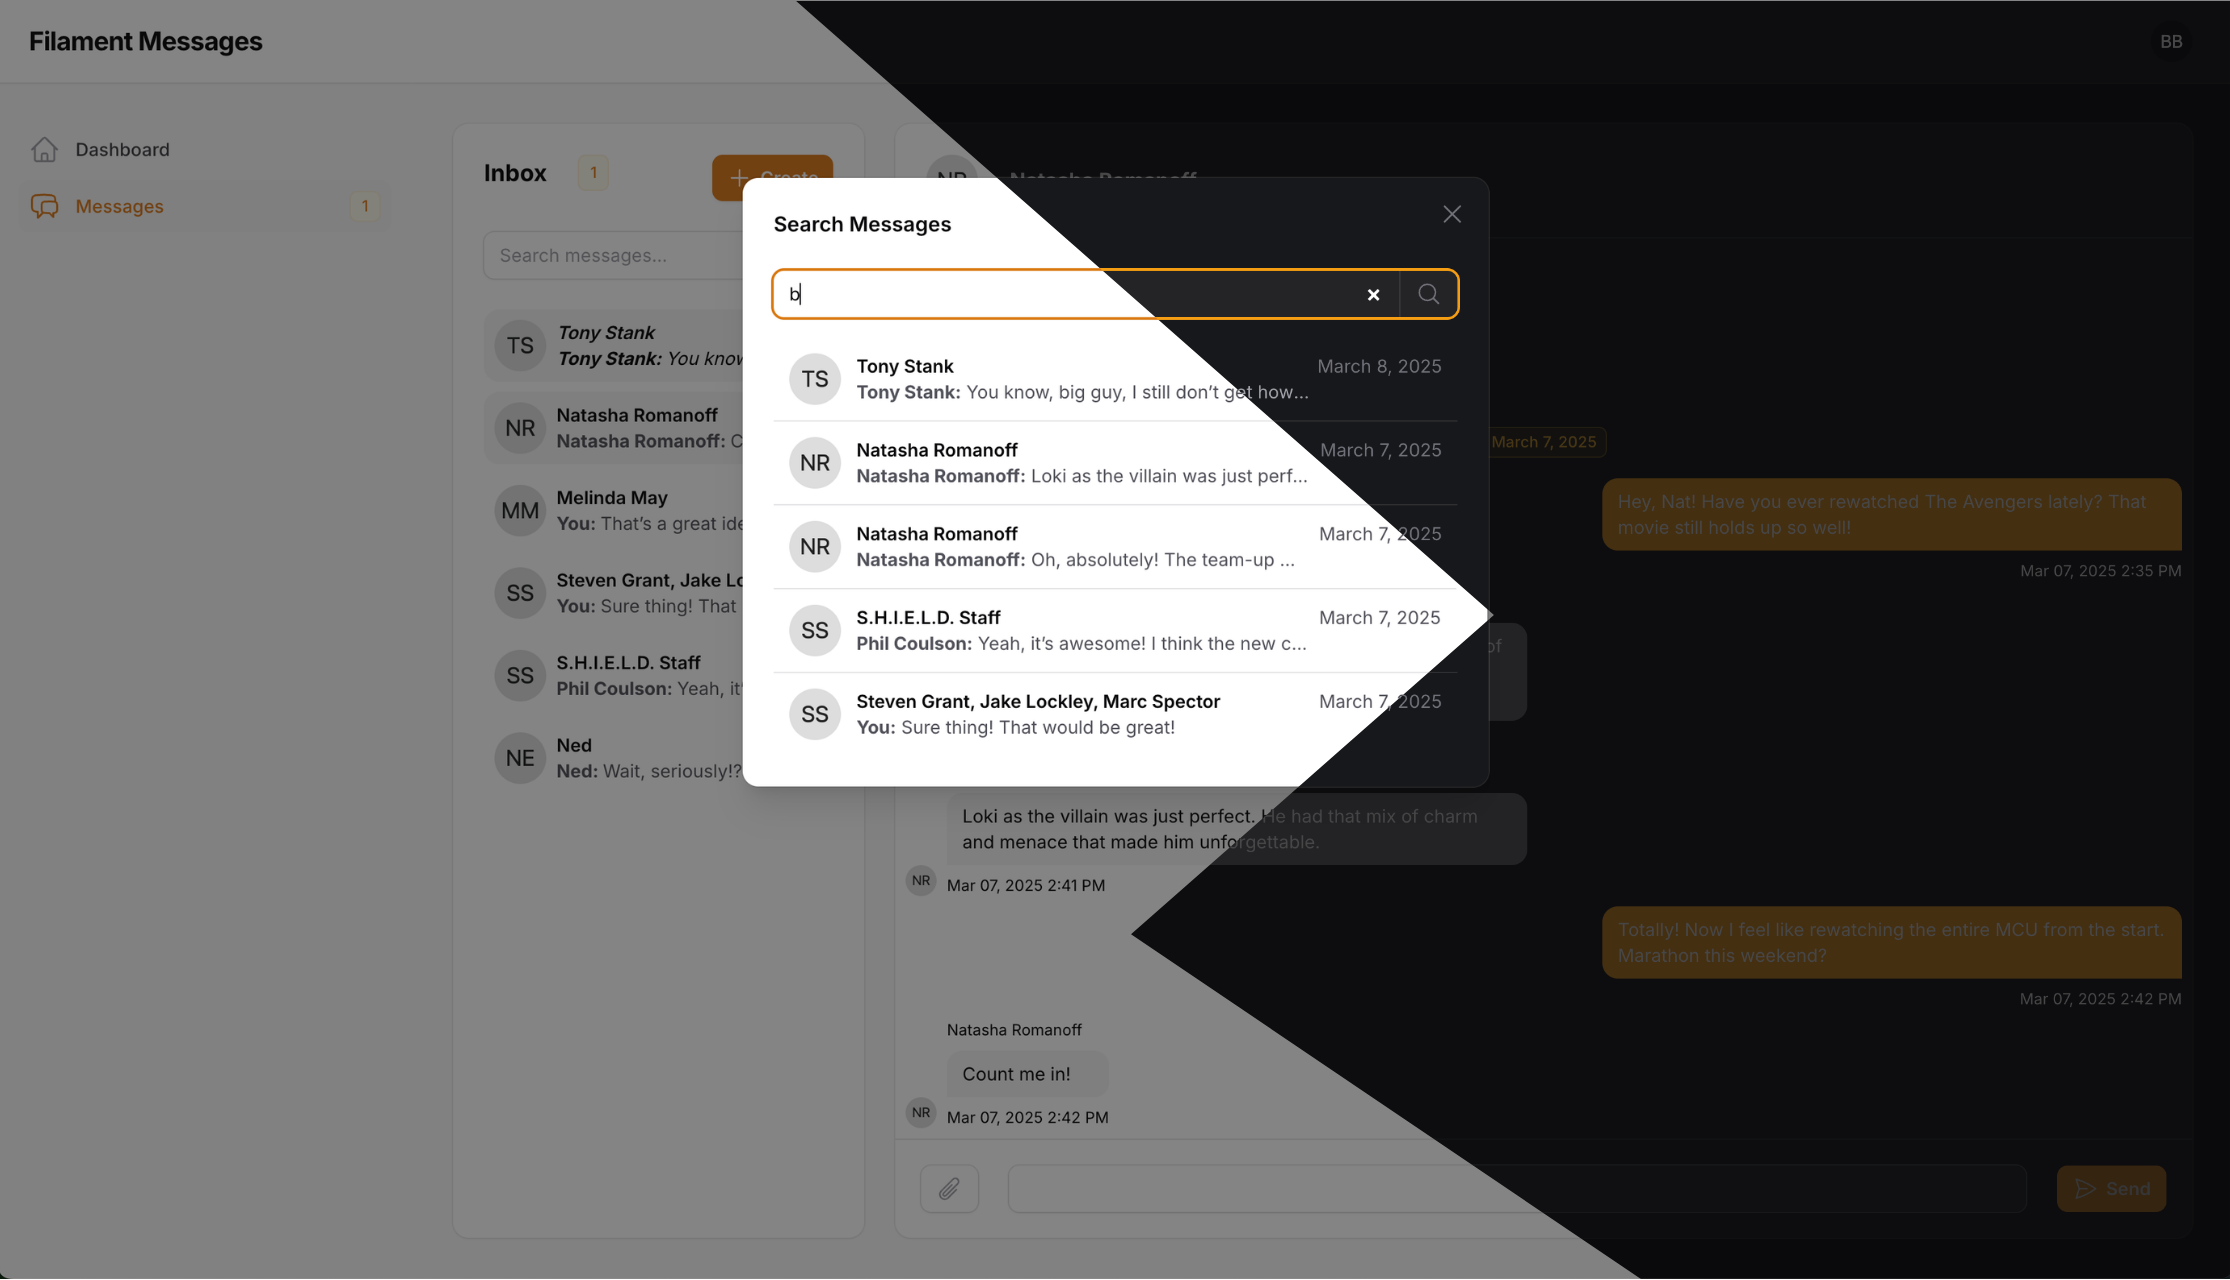 Filament Messages
BB
Dashboard
Messages
1
Inbox
1
Create
Search messages...
TS
Tony Stank
Tony Stank: You know
NR
Natasha Romanoff
Natasha Romanoff: C
MM
Melinda May
You: That's a great ide
SS
Steven Grant, Jake Lo
You: Sure thing! That
SS
S.H.I.E.L.D. Staff
Phil Coulson: Yeah, it'
NE
Ned
Ned: Wait, seriously!?
Search Messages
b
TS
Tony Stank
March 8, 2025
Tony Stank: You know, big guy, I still don't get how...
NR
Natasha Romanoff
March 7, 2025
Natasha Romanoff: Loki as the villain was just perf...
NR
Natasha Romanoff
March 7, 2025
Natasha Romanoff: Oh, absolutely! The team-up ...
SS
S.H.I.E.L.D. Staff
March 7, 2025
Phil Coulson: Yeah, it's awesome! I think the new c...
SS
Steven Grant, Jake Lockley, Marc Spector
March 7, 2025
You: Sure thing! That would be great!
NR
Natasha Romanoff
March 7, 2025
Hey, Nat! Have you ever rewatched The Avengers lately? That
movie still holds up so well!
Mar 07, 2025 2:35 PM
of
Loki as the villain was just perfect. He had that mix of charm
and menace that made him unforgettable.
NR
Mar 07, 2025 2:41 PM
Totally! Now I feel like rewatching the entire MCU from the start.
Marathon this weekend?
Mar 07, 2025 2:42 PM
Natasha Romanoff
Count me in!
NR
Mar 07, 2025 2:42 PM
Send